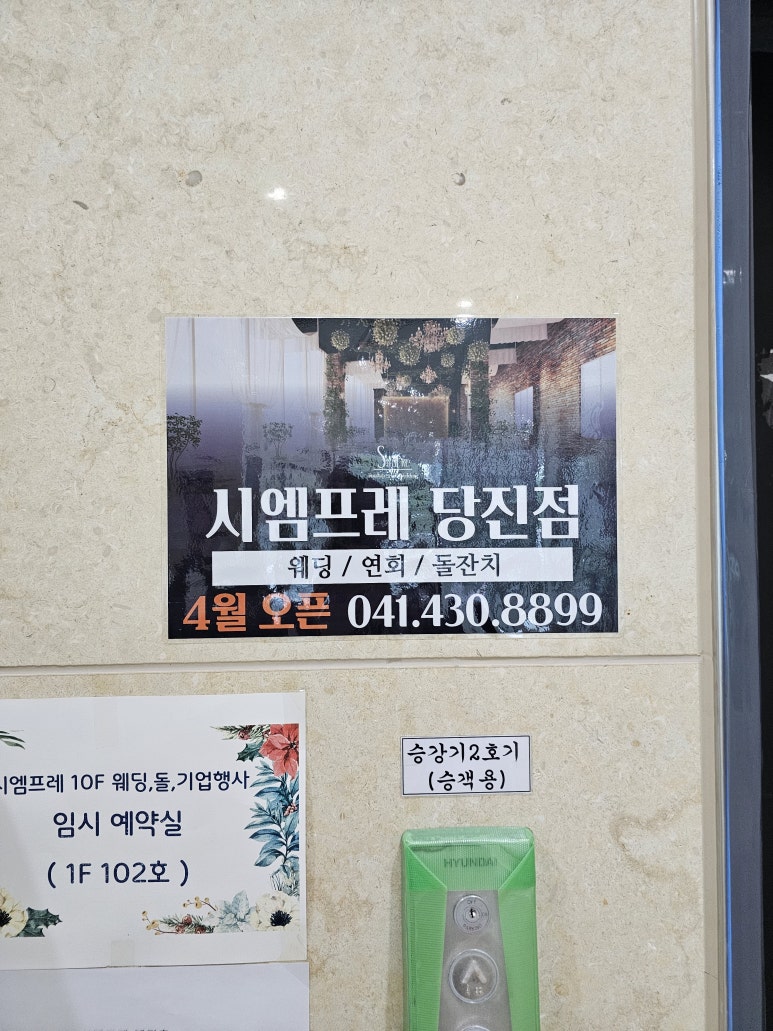 시엠프레 당진점
웨딩 / 연회 / 돌잔치
4월 오픈 041.430.8899
시엠프레 10F 웨딩,돌,기업행사
임시 예약실
( 1F 102호 )
승강기2호기
(승객용)
HYUNDAI